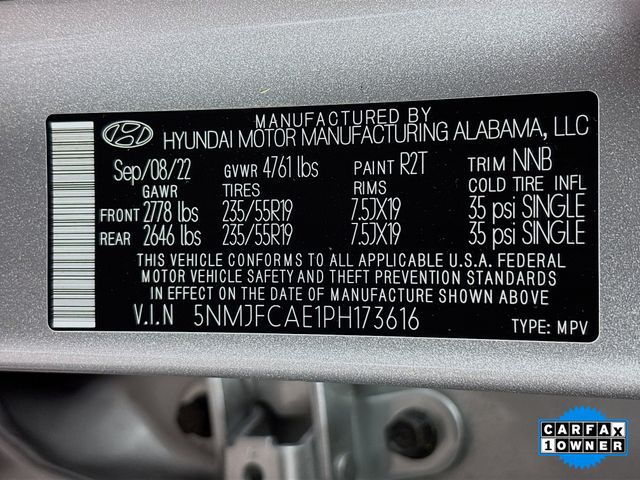 MANUFACTURED BY
HYUNDAI MOTOR MANUFACTURING ALABAMA, LLC
Sep/08/22 GVWR 4761 lbs PAINT R2T TRIM NNB
GAWR TIRES RIMS COLD TIRE INFL
FRONT 2778 lbs 235/55R19 7.5JX19 35 psi SINGLE
REAR 2646 lbs 235/55R19 7.5JX19 35 psi SINGLE
THIS VEHICLE CONFORMS TO ALL APPLICABLE U.S.A. FEDERAL
MOTOR VEHICLE SAFETY AND THEFT PREVENTION STANDARDS
IN EFFECT ON THE DATE OF MANUFACTURE SHOWN ABOVE
V.I.N 5NMJFCAE1PH173616 TYPE: MPV
CARFAX
1 OWNER